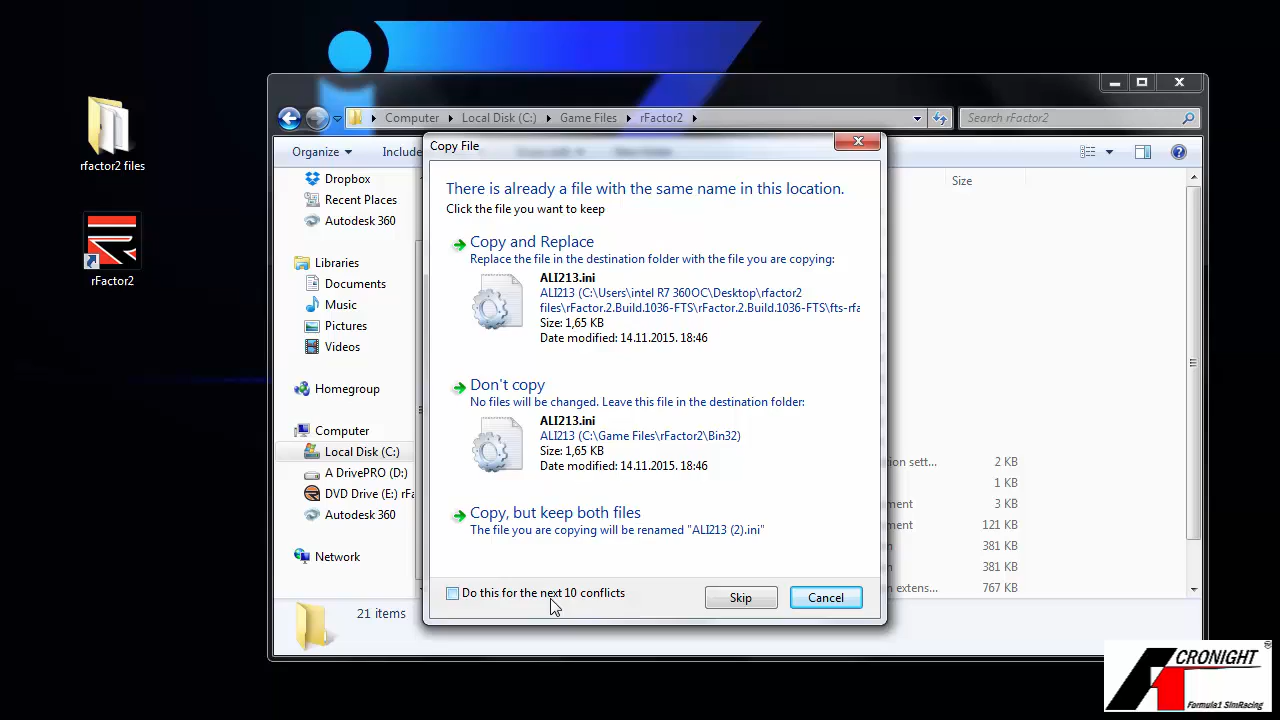 rfactor2 files
rFactor2
Computer
Local Disk (C:)
Game Files
rFactor2
Search rFactor2
Organize
Include
Dropbox
Recent Places
Autodesk 360
Libraries
Documents
Music
Pictures
Videos
Homegroup
Computer
Local Disk (C:)
A DrivePRO (D:)
DVD Drive (E:) rFa
Autodesk 360
Network
21 items
Size
ion sett...
2 KB
1 KB
ment
3 KB
ment
121 KB
n
381 KB
n
381 KB
n extens...
767 KB
Copy File
There is already a file with the same name in this location.
Click the file you want to keep
Copy and Replace
Replace the file in the destination folder with the file you are copying:
ALI213.ini
ALI213 (C:\Users\intel R7 360OC\Desktop\rfactor2
files\rFactor.2.Build.1036-FTS\rFactor.2.Build.1036-FTS\fts-rfa
Size: 1,65 KB
Date modified: 14.11.2015. 18:46
Don't copy
No files will be changed. Leave this file in the destination folder:
ALI213.ini
ALI213 (C:\Game Files\rFactor2\Bin32)
Size: 1,65 KB
Date modified: 14.11.2015. 18:46
Copy, but keep both files
The file you are copying will be renamed "ALI213 (2).ini"
Do this for the next 10 conflicts
Skip
Cancel
CRONIGHT
®
Formula1 SimRacing